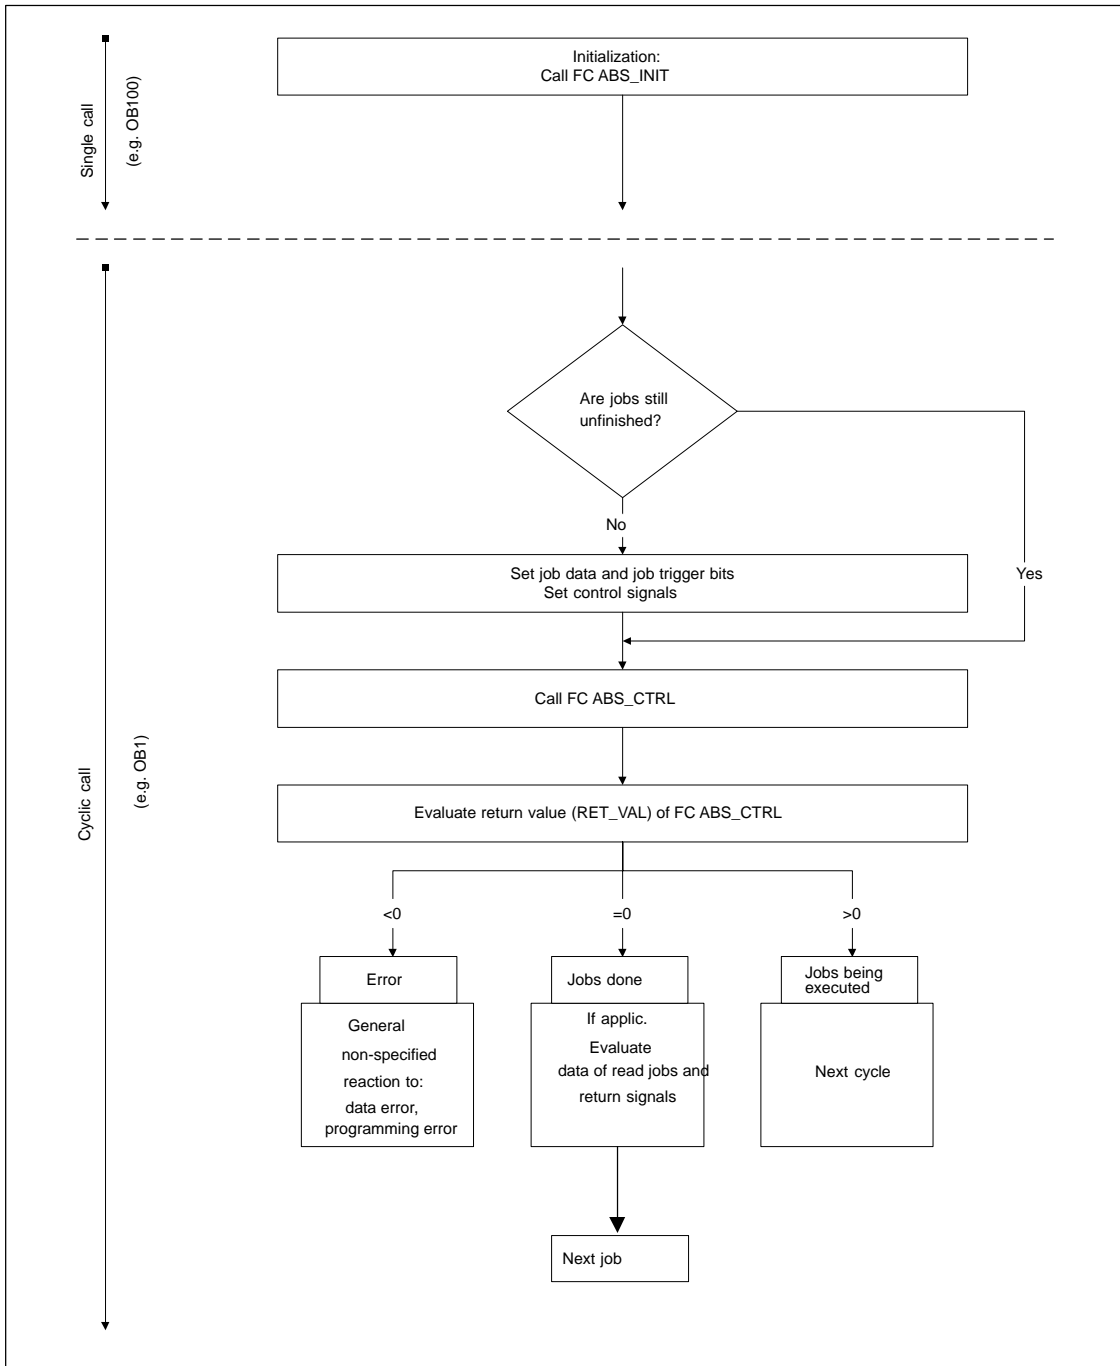 Initialization:
Call FC ABS_INIT
Single call
(e.g. OB100)
Are jobs still
unfinished?
No
Yes
Set job data and job trigger bits
Set control signals
Call FC ABS_CTRL
Cyclic call
(e.g. OB1)
Evaluate return value (RET_VAL) of FC ABS_CTRL
<0
=0
>0
Error
General
non-specified
reaction to:
data error,
programming error
Jobs done
If applic.
Evaluate
data of read jobs and
return signals
Jobs being
executed
Next cycle
Next job